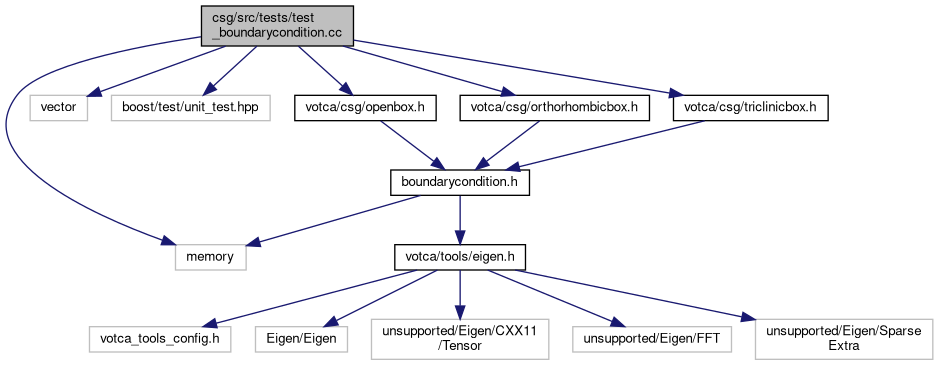 csg/src/tests/test
_boundarycondition.cc
vector
boost/test/unit_test.hpp
votca/csg/openbox.h
votca/csg/orthorhombicbox.h
votca/csg/triclinicbox.h
boundarycondition.h
memory
votca/tools/eigen.h
votca_tools_config.h
Eigen/Eigen
unsupported/Eigen/CXX11
/Tensor
unsupported/Eigen/FFT
unsupported/Eigen/Sparse
Extra